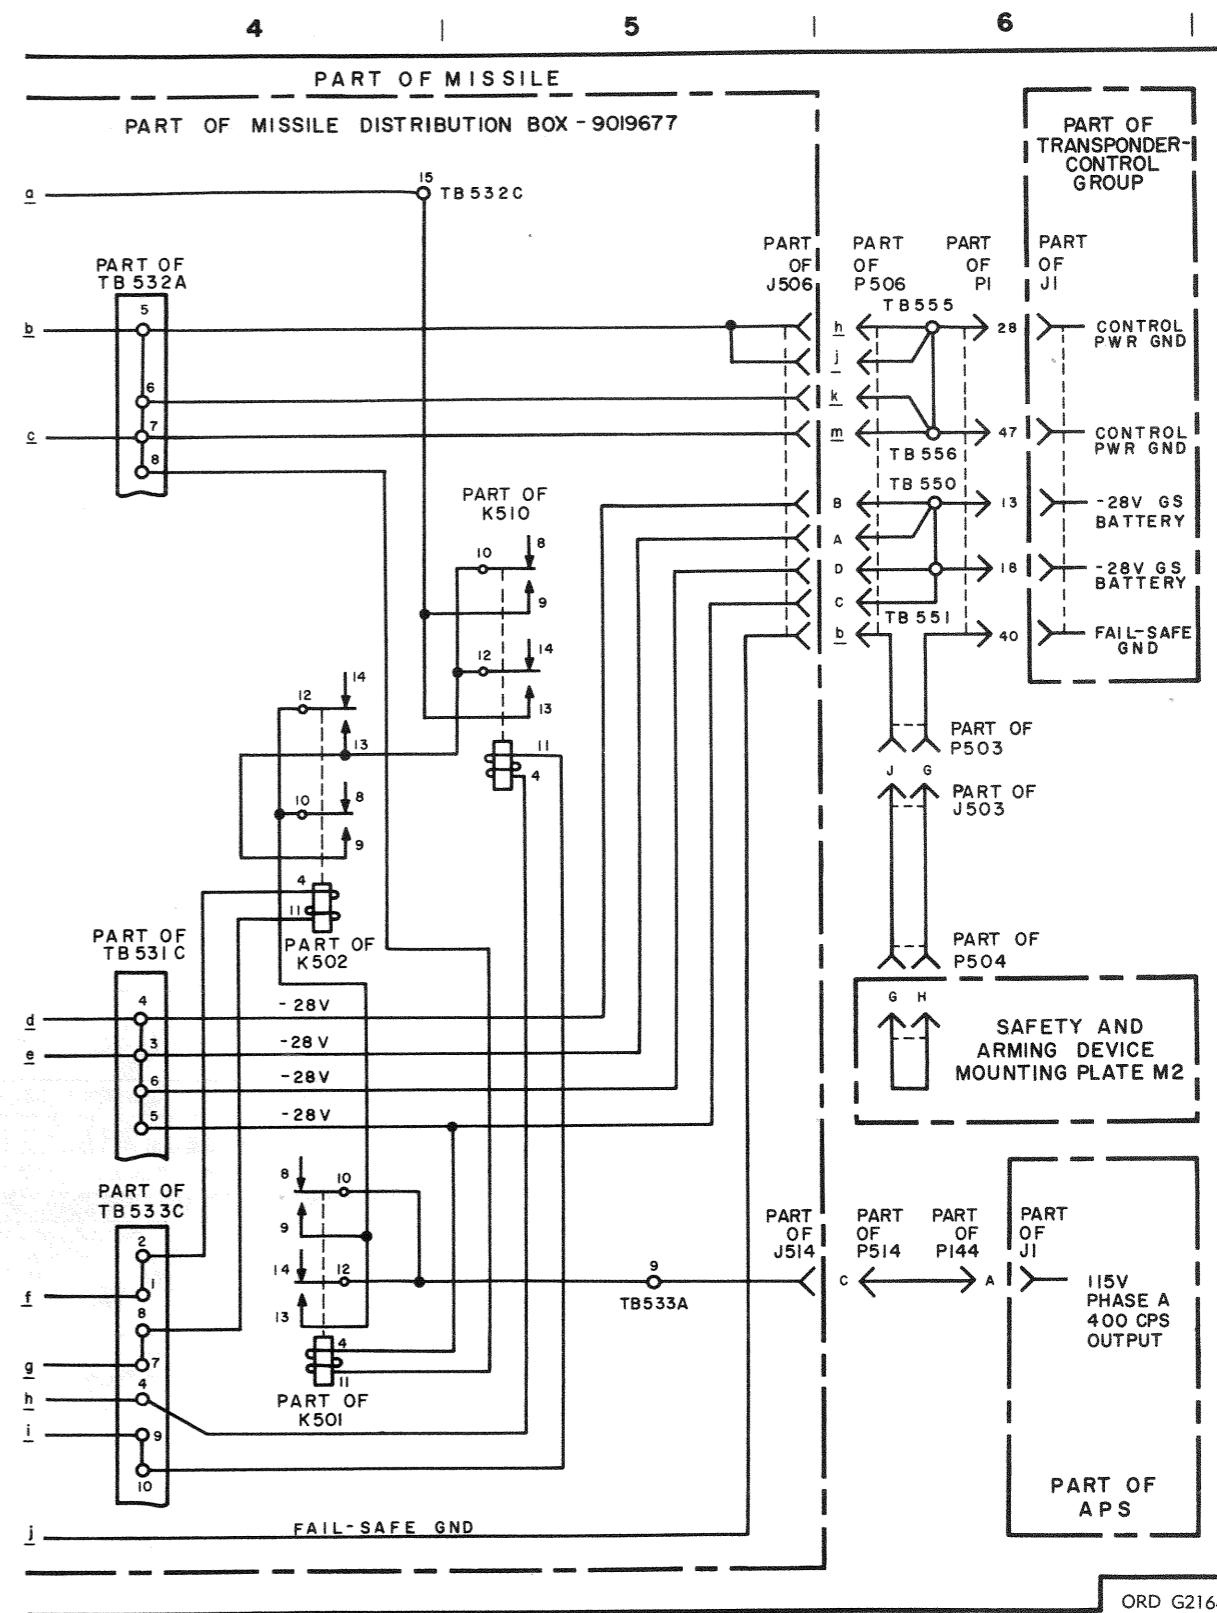 4 | 5 | 6 |
PART OF MISSILE
PART OF MISSILE DISTRIBUTION BOX - 9019677
PART OF
TRANSPONDER-
CONTROL
GROUP
a
15
TB 532C
PART OF
TB 532A
5
b
6
7
c
8
PART
OF
J506
PART
OF
P506
PART
OF
P1
PART
OF
J1
TB 555
h
28
CONTROL
PWR GND
j
k
m
47
CONTROL
PWR GND
TB 556
TB 550
B
13
-28V GS
BATTERY
A
D
18
-28V GS
BATTERY
C
TB 551
b
40
FAIL-SAFE
GND
PART OF
K510
10
8
9
12
14
13
11
4
12
14
13
10
8
9
4
11
PART OF
K502
PART OF
P503
J G
PART OF
J503
PART OF
P504
G H
SAFETY AND
ARMING DEVICE
MOUNTING PLATE M2
PART OF
TB 531C
d
4
-28V
e
3
-28V
6
-28V
5
-28V
PART OF
TB 533C
2
f
1
8
g
7
h
4
i
9
10
8
10
9
14
12
13
4
11
PART OF
K501
9
TB533A
PART
OF
J514
PART
OF
P514
PART
OF
P144
PART
OF
J1
C
A
115V
PHASE A
400 CPS
OUTPUT
PART OF
APS
j
FAIL-SAFE GND
ORD G216